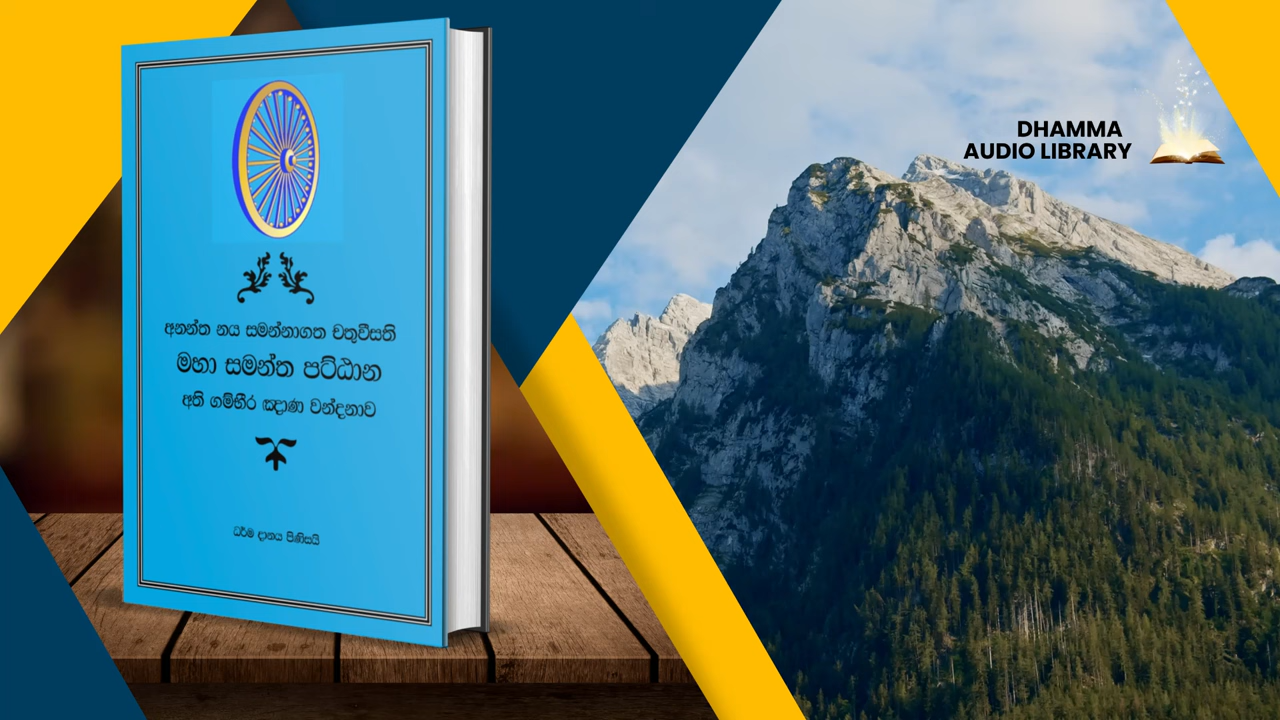 අනන්ත නය සමන්නාගත චතුවීසති
මහා සමන්ත පට්ඨාන
අති ගම්භීර ඤාණ වන්දනාව
ධර්ම දානය පිණිසයි
DHAMMA
AUDIO LIBRARY